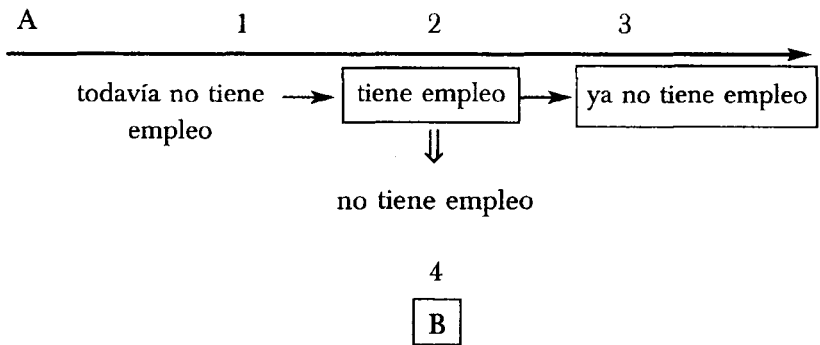 A
1 2 3
todavía no tiene empleo
tiene empleo
ya no tiene empleo
no tiene empleo
4
B